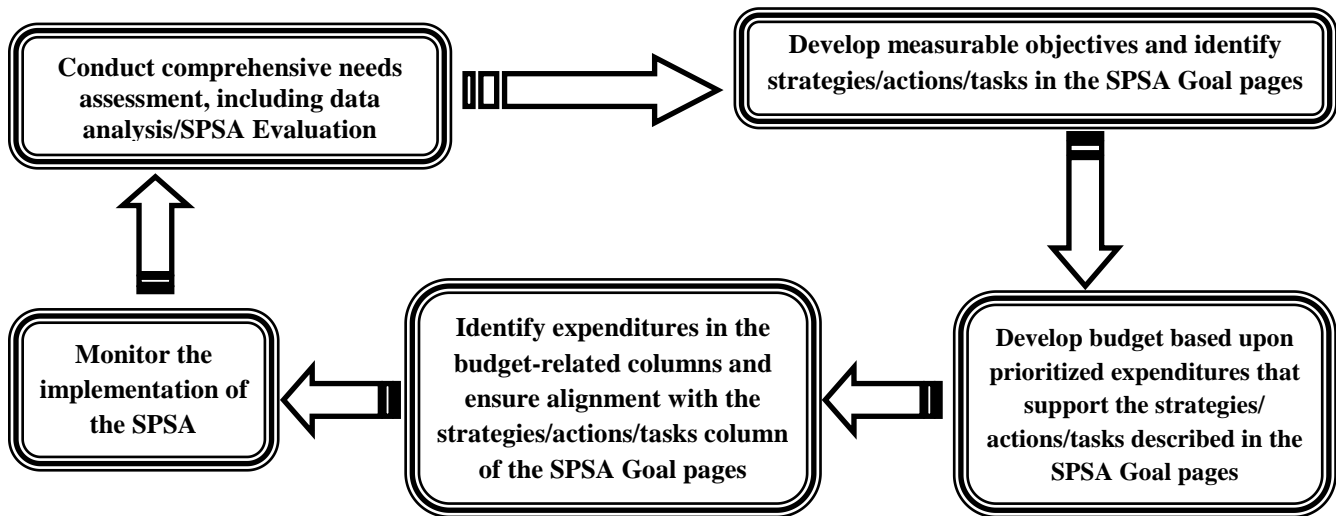 Conduct comprehensive needs
assessment, including data
analysis/SPSA Evaluation
Develop measurable objectives and identify
strategies/actions/tasks in the SPSA Goal pages
Develop budget based upon
prioritized expenditures that
support the strategies/
actions/tasks described in the
SPSA Goal pages
Identify expenditures in the
budget-related columns and
ensure alignment with the
strategies/actions/tasks column
of the SPSA Goal pages
Monitor the
implementation of
the SPSA